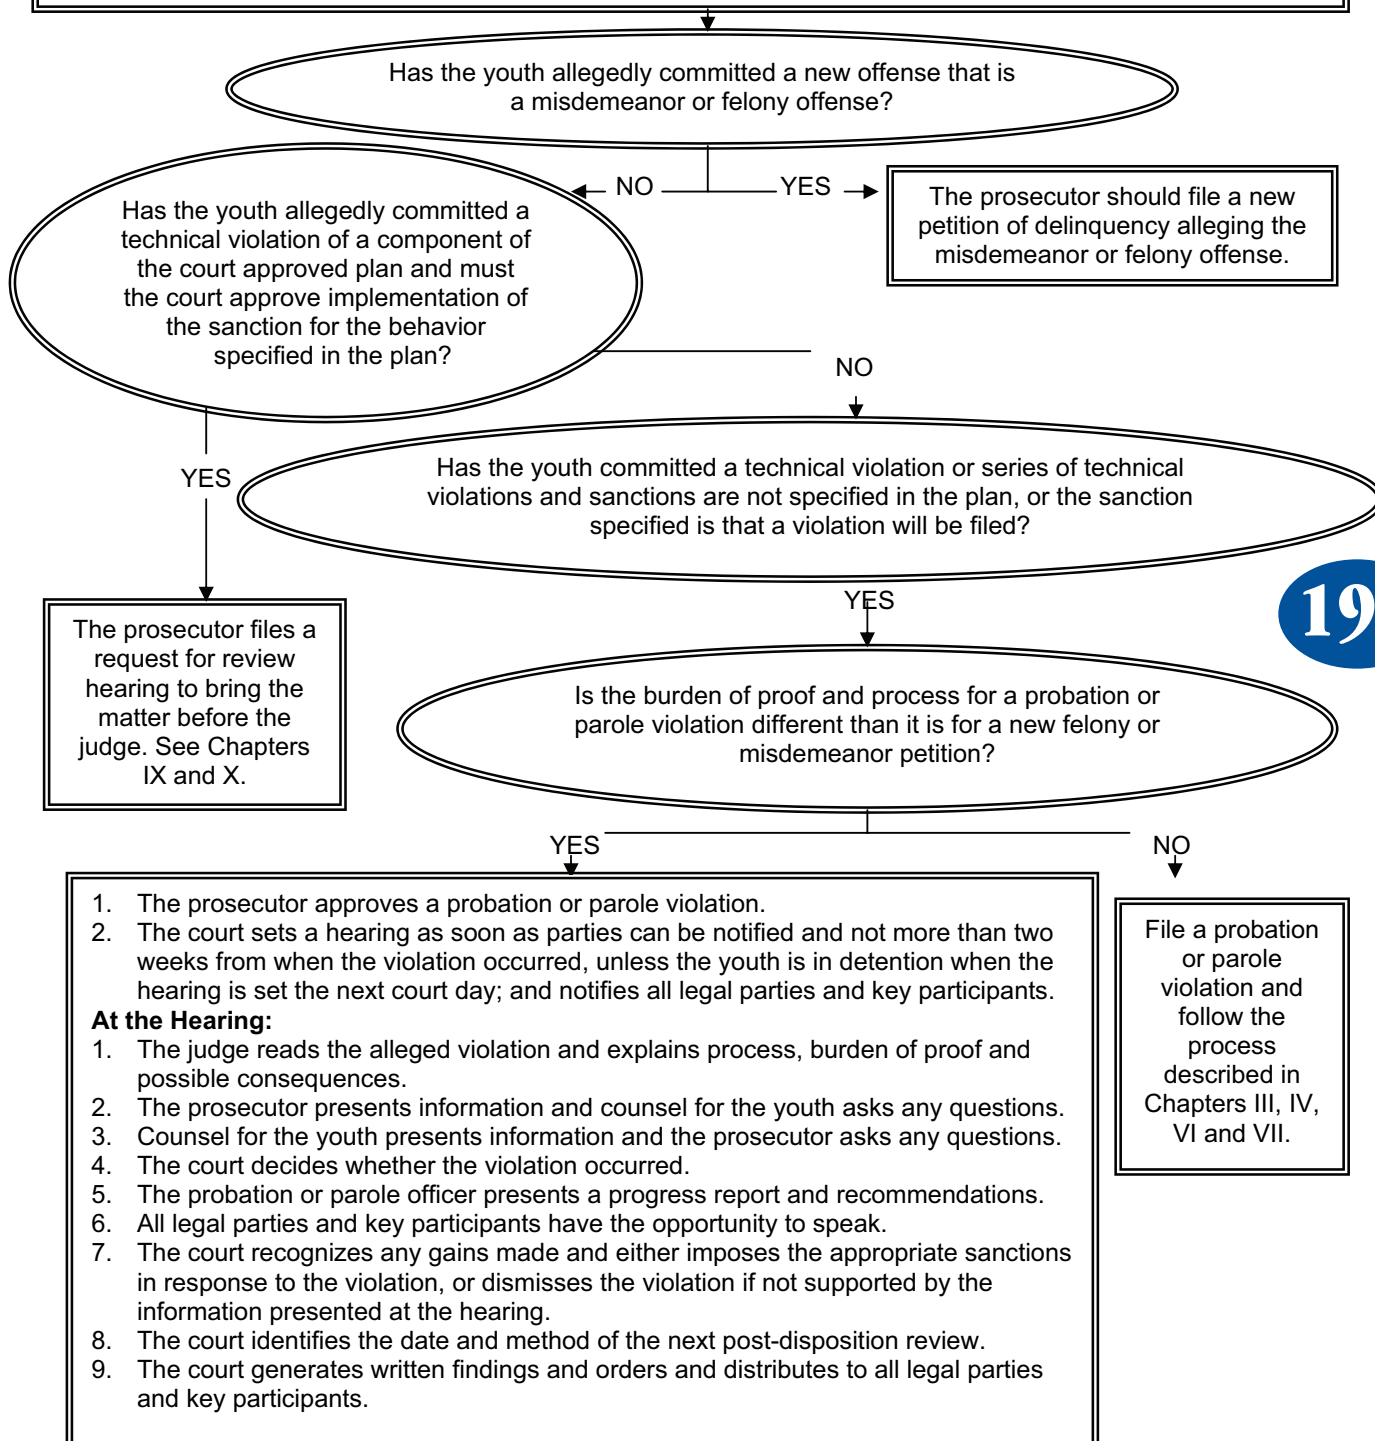 Has the youth allegedly committed a new offense that is
a misdemeanor or felony offense?
NO
YES
Has the youth allegedly committed a
technical violation of a component of
the court approved plan and must
the court approve implementation of
the sanction for the behavior
specified in the plan?
The prosecutor should file a new
petition of delinquency alleging the
misdemeanor or felony offense.
NO
YES
Has the youth committed a technical violation or series of technical
violations and sanctions are not specified in the plan, or the sanction
specified is that a violation will be filed?
19
YES
The prosecutor files a
request for review
hearing to bring the
matter before the
judge. See Chapters
IX and X.
Is the burden of proof and process for a probation or
parole violation different than it is for a new felony or
misdemeanor petition?
YES
NO
1. The prosecutor approves a probation or parole violation.
2. The court sets a hearing as soon as parties can be notified and not more than two
weeks from when the violation occurred, unless the youth is in detention when the
hearing is set the next court day; and notifies all legal parties and key participants.
At the Hearing:
1. The judge reads the alleged violation and explains process, burden of proof and
possible consequences.
2. The prosecutor presents information and counsel for the youth asks any questions.
3. Counsel for the youth presents information and the prosecutor asks any questions.
4. The court decides whether the violation occurred.
5. The probation or parole officer presents a progress report and recommendations.
6. All legal parties and key participants have the opportunity to speak.
7. The court recognizes any gains made and either imposes the appropriate sanctions
in response to the violation, or dismisses the violation if not supported by the
information presented at the hearing.
8. The court identifies the date and method of the next post-disposition review.
9. The court generates written findings and orders and distributes to all legal parties
and key participants.
File a probation
or parole
violation and
follow the
process
described in
Chapters III, IV,
VI and VII.